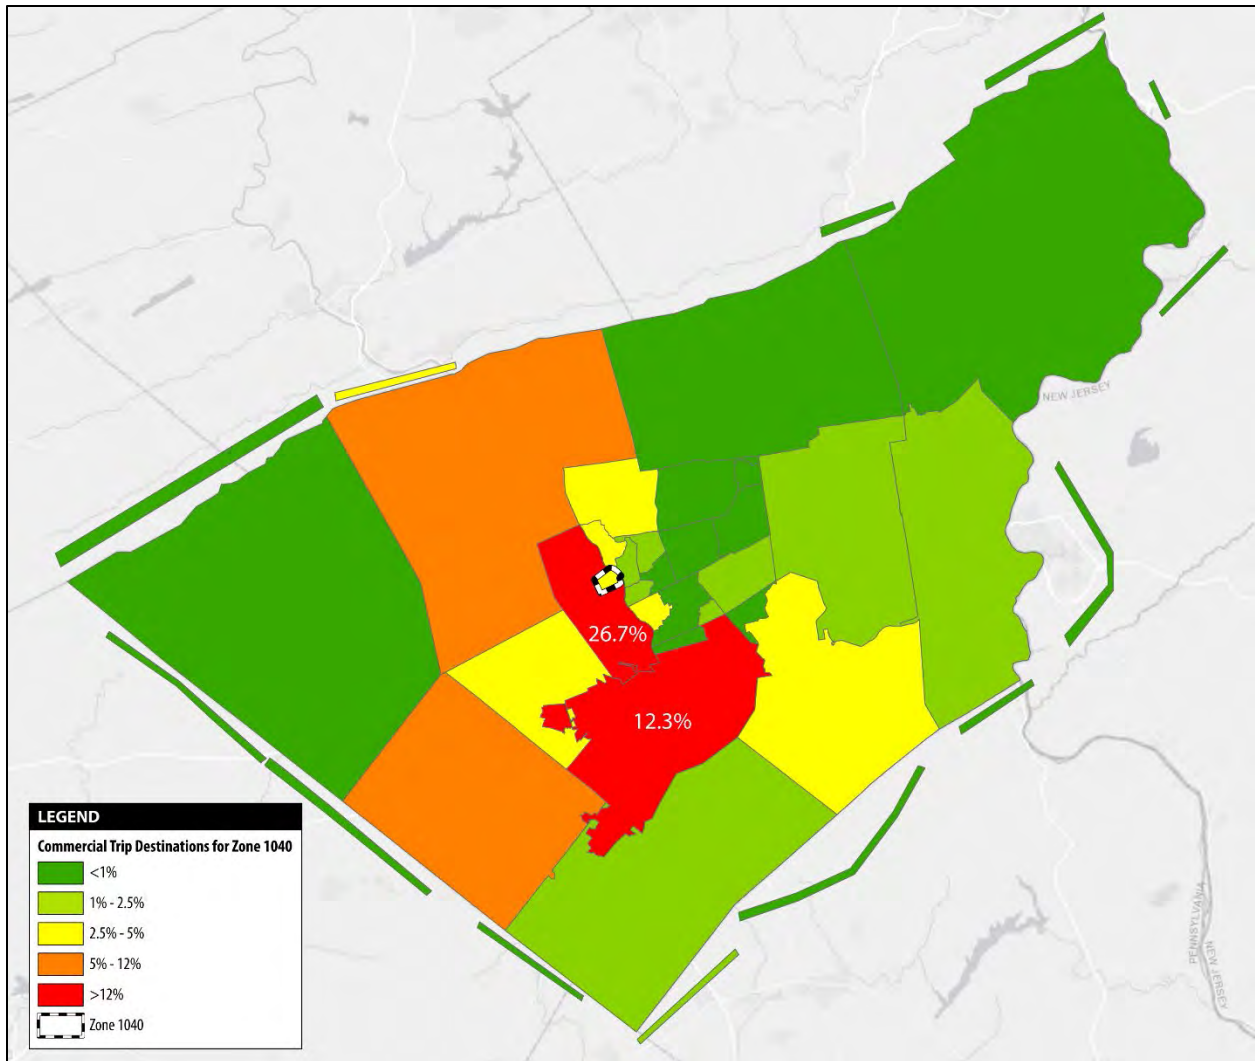 NEW JERSEY
26.7%
12.3%
LEGEND
Commercial Trip Destinations for Zone 1040
<1%
1% - 2.5%
2.5% - 5%
5% - 12%
>12%
Zone 1040
PENNSYLVANIA
NEW JERSEY